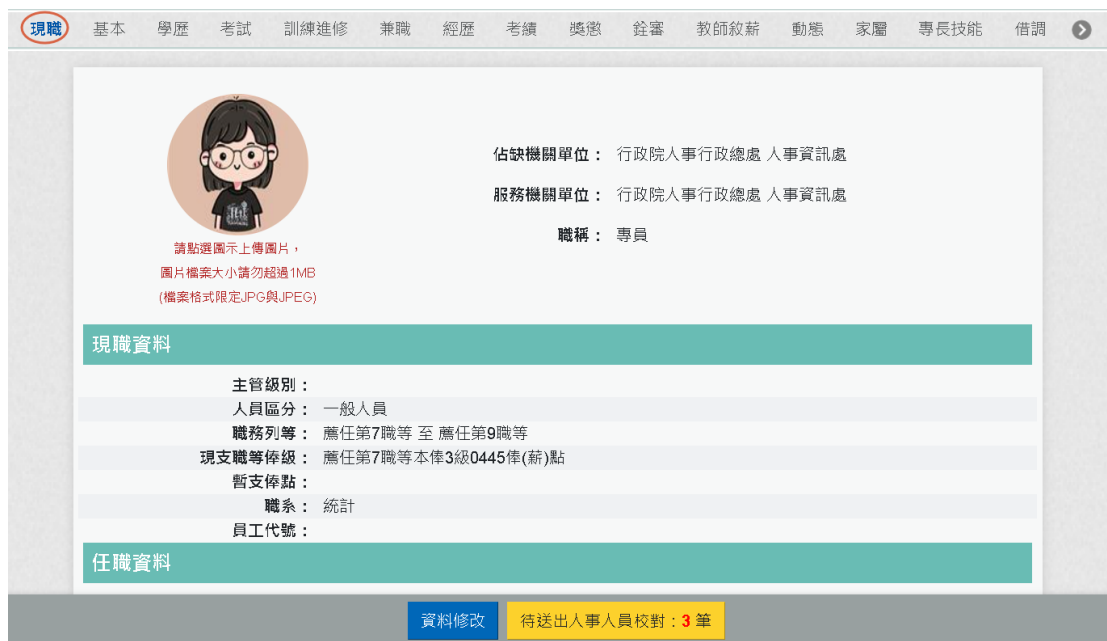 現職 基本 學歷 考試 訓練進修 兼職 經歷 考績 獎懲 銓審 教師敘薪 動態 家屬 專長技能 借調
佔缺機關單位： 行政院人事行政總處 人事資訊處
服務機關單位： 行政院人事行政總處 人事資訊處
職稱： 專員
請點選圖示上傳圖片，
圖片檔案大小請勿超過1MB
(檔案格式限定JPG與JPEG)
現職資料
主管級別：
人員區分： 一般人員
職務列等： 薦任第7職等 至 薦任第9職等
現支職等俸級： 薦任第7職等本俸3級0445俸(薪)點
暫支俸點：
職系： 統計
員工代號：
任職資料
資料修改 待送出人事人員校對：3 筆